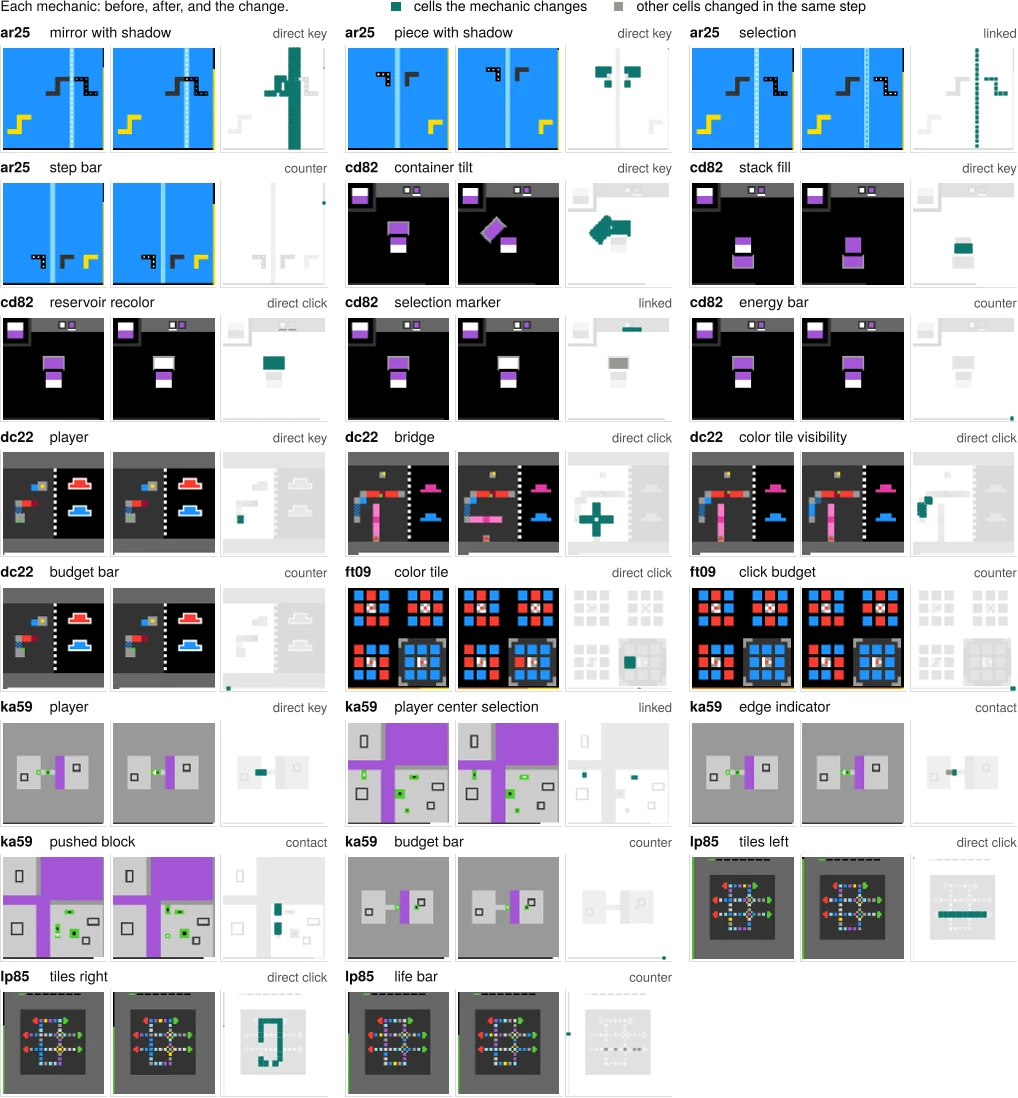 Each mechanic: before, after, and the change. cells the mechanic changes other cells changed in the same step
ar25 mirror with shadow direct key ar25 piece with shadow direct key ar25 selection linked
ar25 step bar counter cd82 container tilt direct key cd82 stack fill direct key
cd82 reservoir recolor direct click cd82 selection marker linked cd82 energy bar counter
dc22 player direct key dc22 bridge direct click dc22 color tile visibility direct click
dc22 budget bar counter ft09 color tile direct click ft09 click budget counter
ka59 player direct key ka59 player center selection linked ka59 edge indicator contact
ka59 pushed block contact ka59 budget bar counter lp85 tiles left direct click
lp85 tiles right direct click lp85 life bar counter